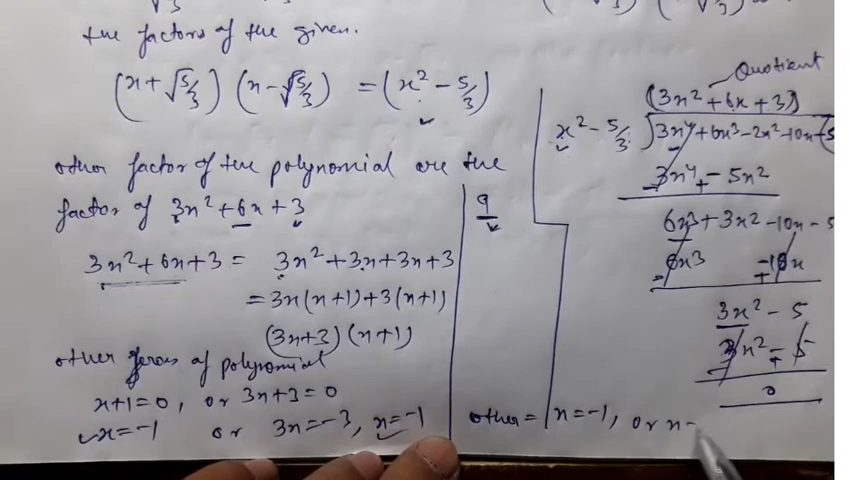 the factors of the given.
(x+√5/3) (x-√5/3) = (x² - 5/3)
other factor of the polynomial are the
factor of 3x² + 6x + 3
9
3x² + 6x + 3 = 3x² + 3x + 3x + 3
= 3x(x+1) + 3(x+1)
(3x+3)(x+1)
other zeros of polynomial
x+1=0, or 3x+3=0
x=-1 or 3x=-3, x=-1
Quotient
(3x² + 6x + 3)
x² - 5/3 ) 3x⁴ + 6x³ - 2x² - 10x - 5
3x⁴ - 5x²
6x³ + 3x² - 10x - 5
6x³ - 10x
3x² - 5
3x² - 5
0
other = x=-1, or x=